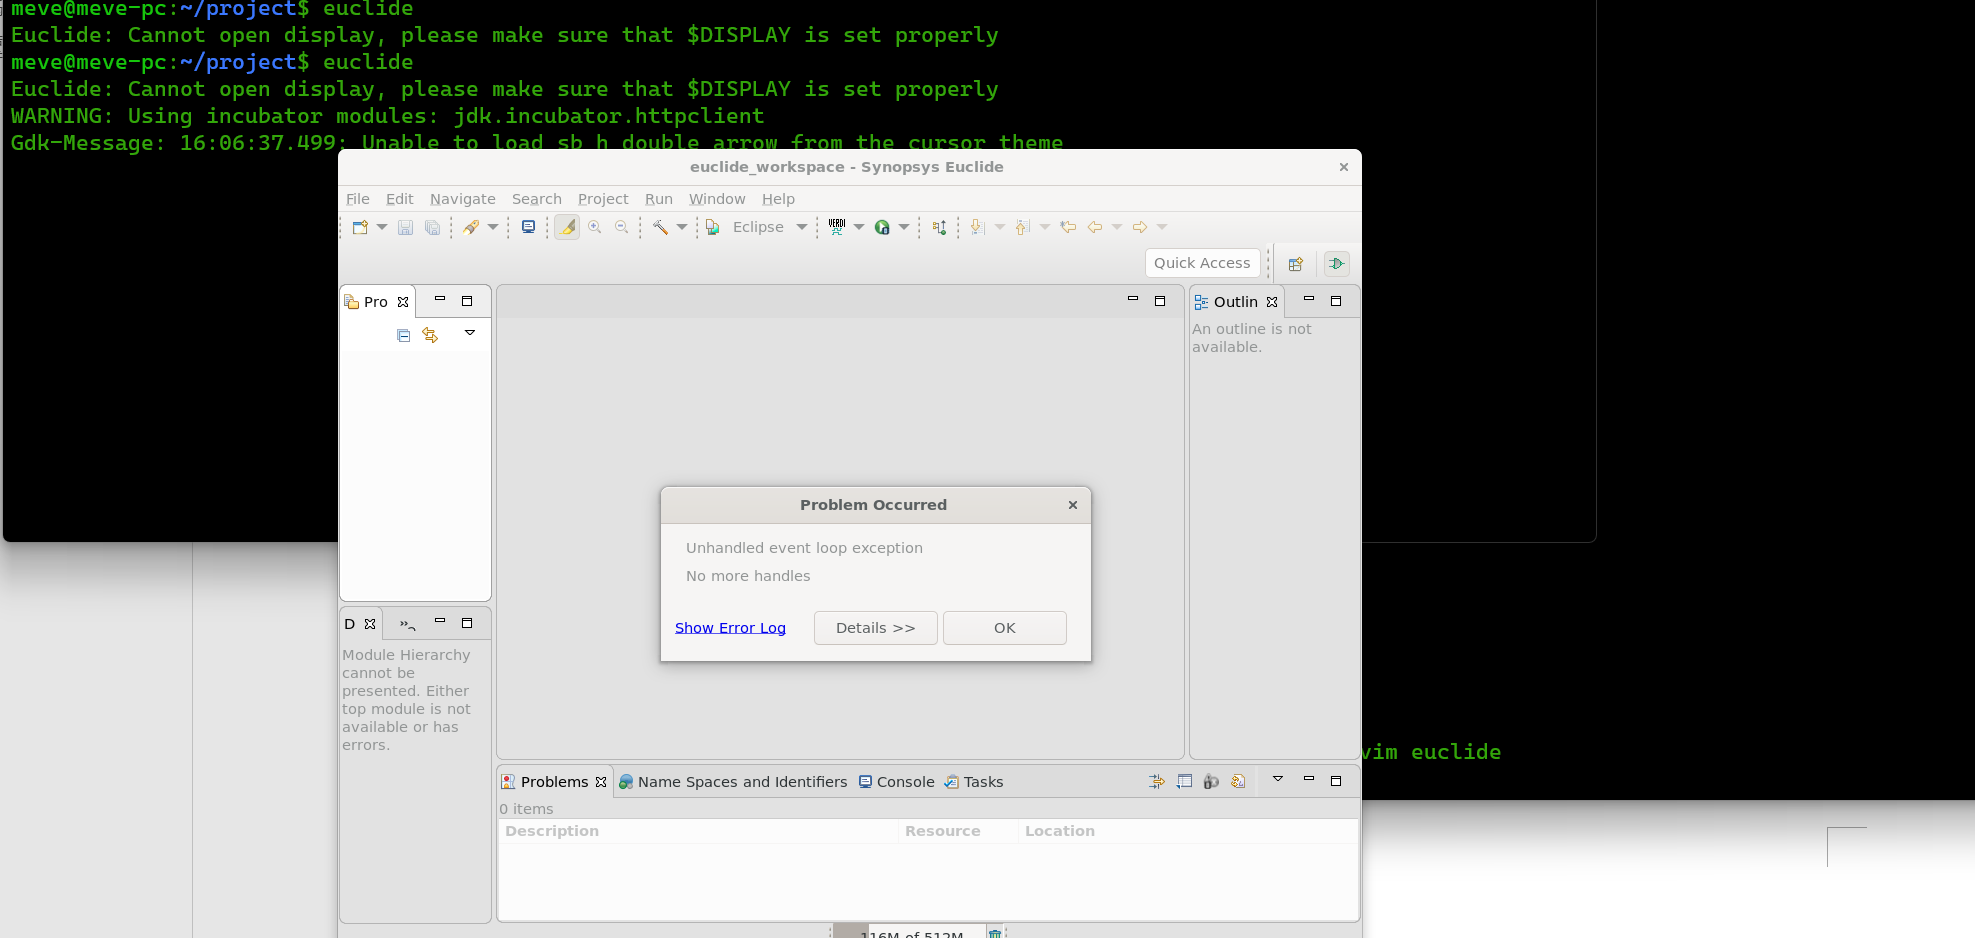 meve@meve-pc:~/project$ euclide
Euclide: Cannot open display, please make sure that $DISPLAY is set properly
meve@meve-pc:~/project$ euclide
Euclide: Cannot open display, please make sure that $DISPLAY is set properly
WARNING: Using incubator modules: jdk.incubator.httpclient
Gdk-Message: 16:06:37.499: Unable to load sb_h_double_arrow from the cursor theme
euclide_workspace - Synopsys Euclide
File Edit Navigate Search Project Run Window Help
Eclipse VERDI
Quick Access
Pro
Outlin
An outline is not
available.
Problem Occurred
Unhandled event loop exception
No more handles
Show Error Log Details >> OK
D
Module Hierarchy
cannot be
presented. Either
top module is not
available or has
errors.
vim euclide
Problems Name Spaces and Identifiers Console Tasks
0 items
Description Resource Location
116M of 512M